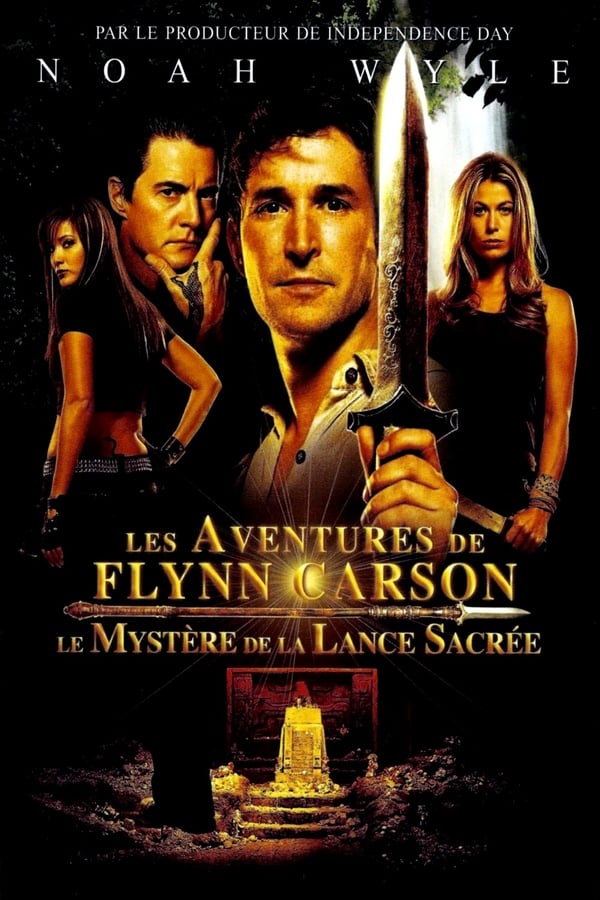 PAR LE PRODUCTEUR DE INDEPENDENCE DAY
NOAH WYLE
LES AVENTURES DE
FLYNN CARSON
LE MYSTÈRE DE LA LANCE SACRÉE